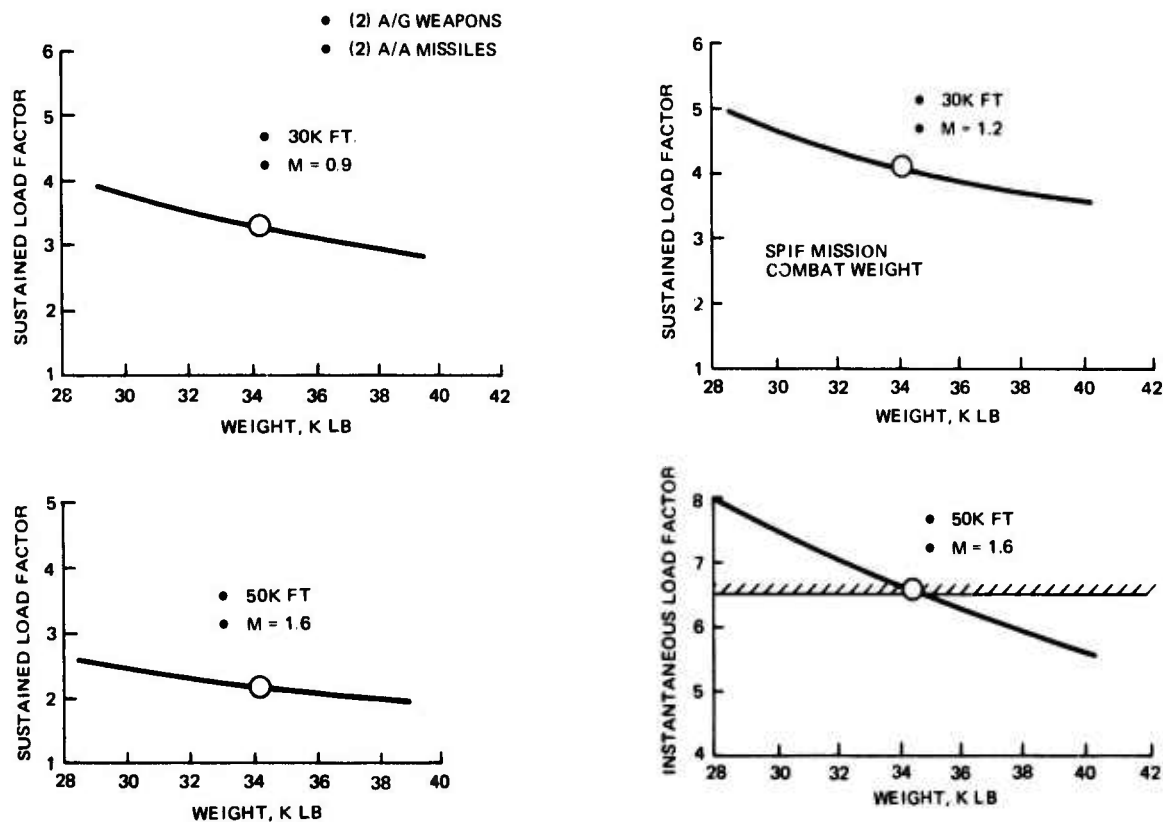 • (2) A/G WEAPONS
• (2) A/A MISSILES
SUSTAINED LOAD FACTOR
6
5
4
3
2
1
• 30K FT.
• M = 0.9
28 30 32 34 36 38 40 42
WEIGHT, K LB
SUSTAINED LOAD FACTOR
6
5
4
3
2
1
• 30K FT
• M = 1.2
SPIF MISSION
COMBAT WEIGHT
28 30 32 34 36 38 40 42
WEIGHT, K LB
SUSTAINED LOAD FACTOR
5
4
3
2
1
• 50K FT
• M = 1.6
28 30 32 34 36 38 40
WEIGHT, K LB
INSTANTANEOUS LOAD FACTOR
8
7
6
4
• 50K FT
• M = 1.6
28 30 32 34 36 38 40 42
WEIGHT, K LB